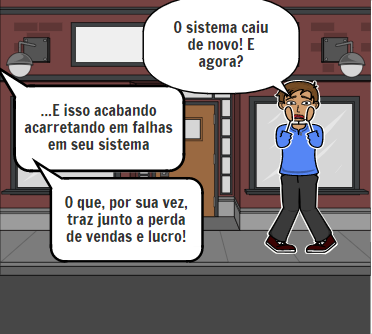 O sistema caiu
de novo! E
agora?
...E isso acabando
acarretando em falhas
em seu sistema
O que, por sua vez,
traz junto a perda
de vendas e lucro!